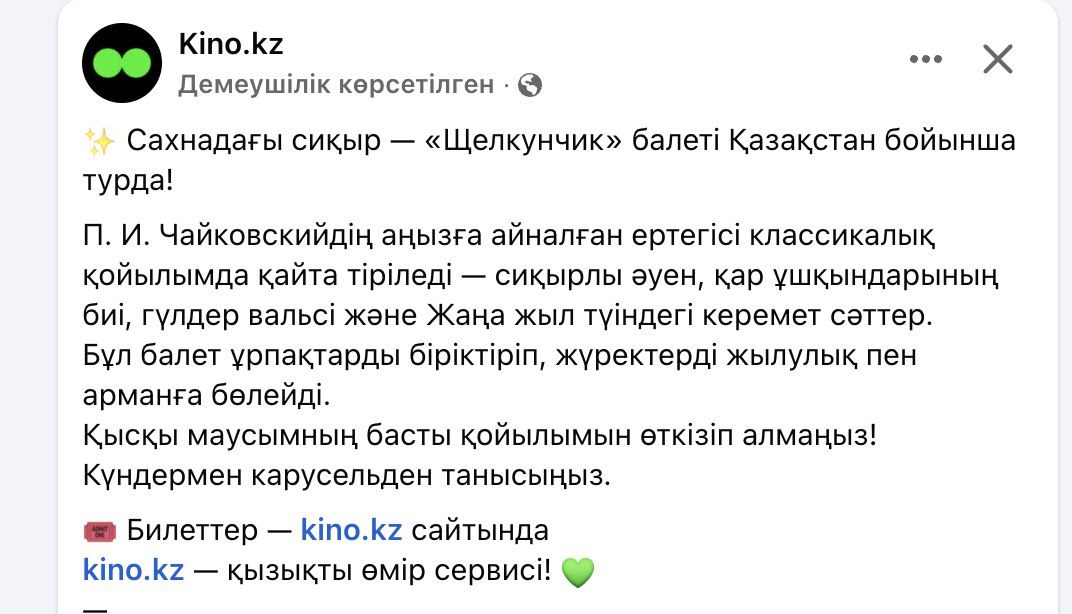 Kino.kz
Демеушілік көрсетілген ·
✨ Сахнадағы сиқыр — «Щелкунчик» балеті Қазақстан бойынша
турда!
П. И. Чайковскийдің аңызға айналған ертегісі классикалық
қойылымда қайта тіріледі — сиқырлы әуен, қар ұшқындарының
биі, гүлдер вальсі және Жаңа жыл түіндегі керемет сәттер.
Бұл балет ұрпақтарды біріктіріп, жүректерді жылулық пен
арманға бөлейді.
Қысқы маусымның басты қойылымын өткізіп алмаңыз!
Күндермен карусельден танысыңыз.
🎟️ Билеттер — kino.kz сайтында
kino.kz — қызықты өмір сервисі! 💚
—